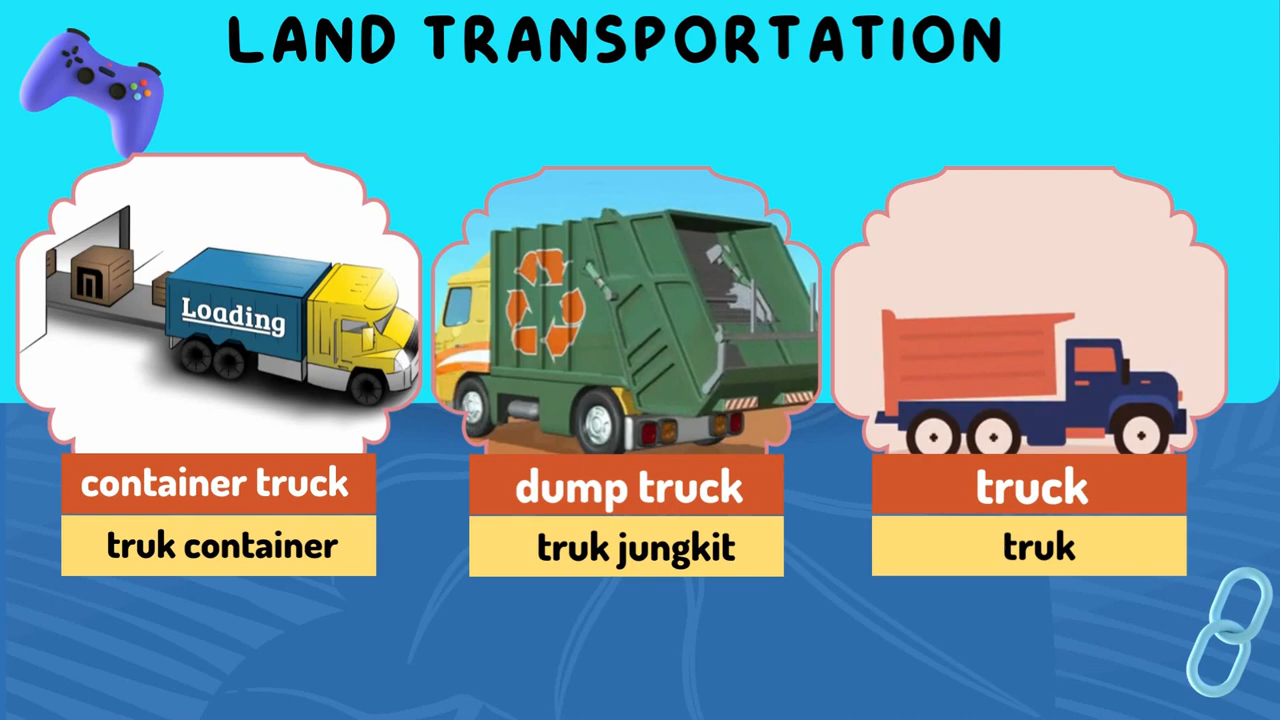 LAND TRANSPORTATION
Loading
container truck
truk container
dump truck
truk jungkit
truck
truk